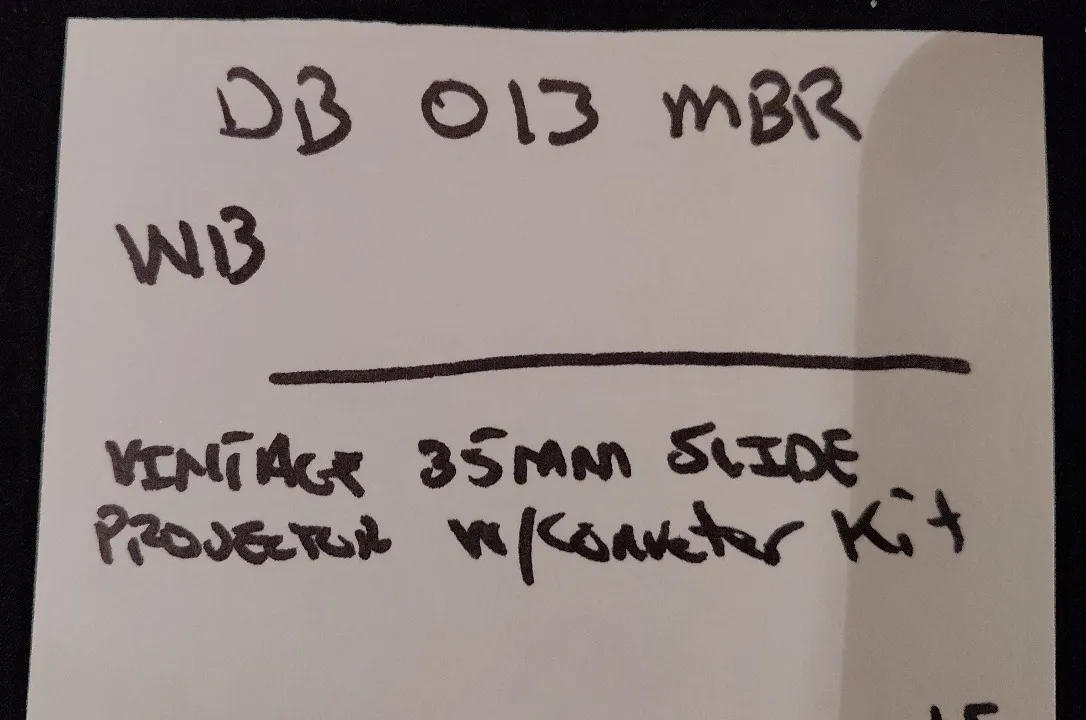 DB 013 MBR
WB
VINTAGE 35MM SLIDE
PROJECTOR W/Conveter Kit